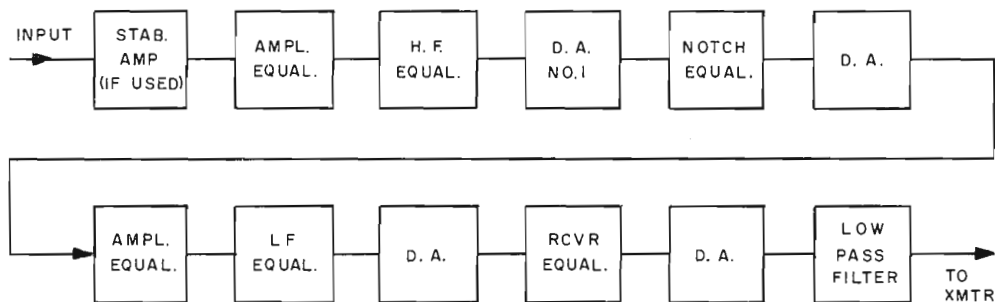 INPUT
STAB.
AMP
(IF USED)
AMPL.
EQUAL.
H. F.
EQUAL.
D. A.
NO. 1
NOTCH
EQUAL.
D. A.
AMPL.
EQUAL.
LF
EQUAL.
D. A.
RCVR
EQUAL.
D. A.
LOW
PASS
FILTER
TO
XMTR